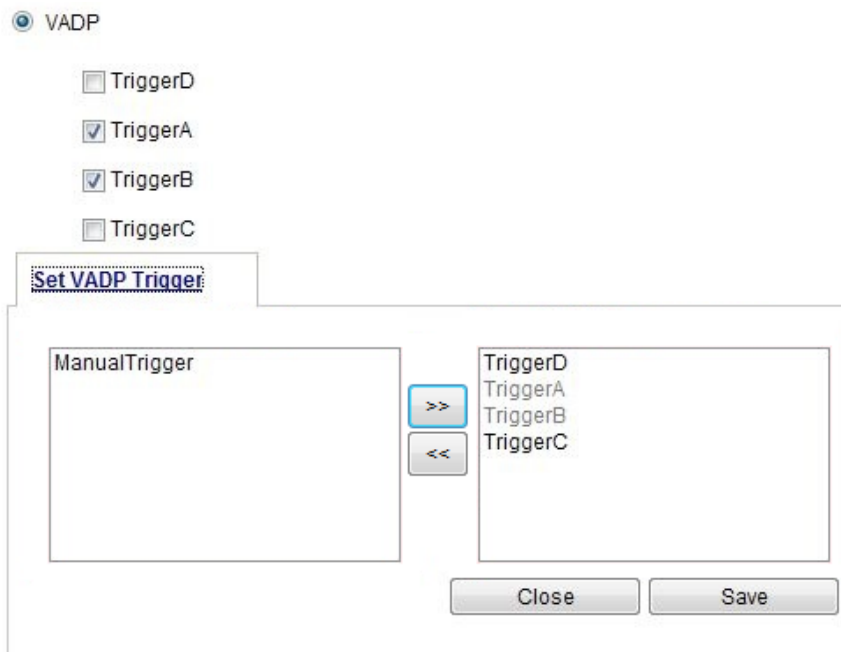 VADP
TriggerD
TriggerA
TriggerB
TriggerC
Set VADP Trigger
ManualTrigger
TriggerD
TriggerA
TriggerB
TriggerC
>>
<<
Close Save